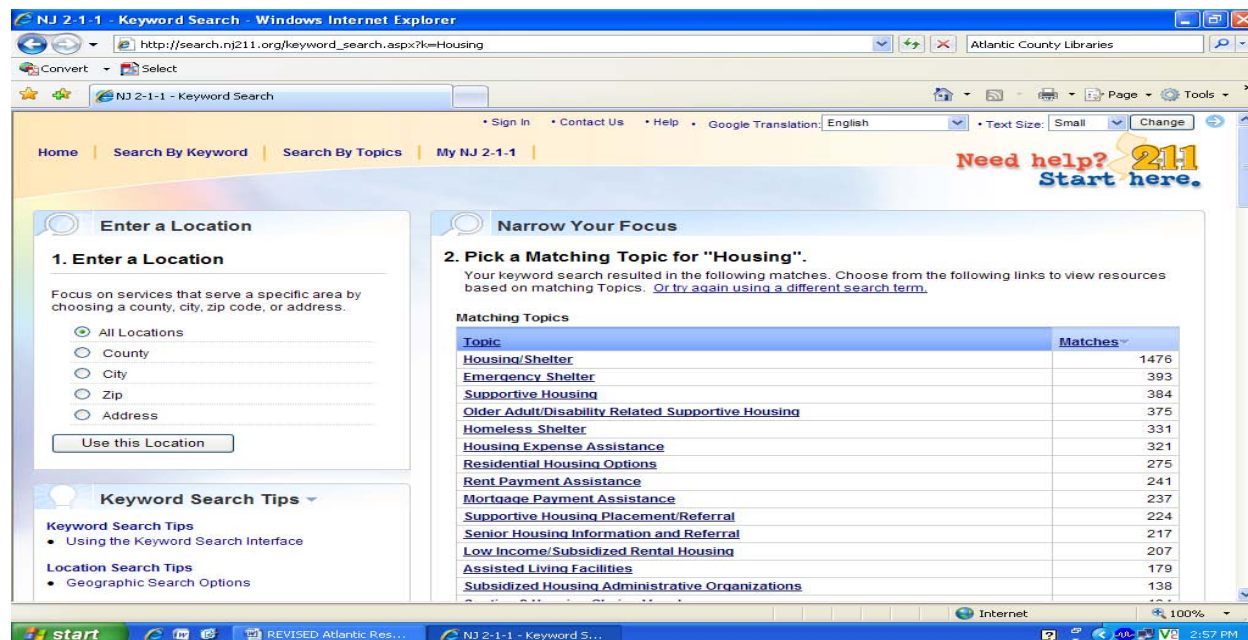 NJ 2-1-1 - Keyword Search - Windows Internet Explorer
http://search.nj211.org/keyword_search.aspx?k=Housing
Atlantic County Libraries
Convert Select
NJ 2-1-1 - Keyword Search
Page Tools
• Sign In • Contact Us • Help • Google Translation: English • Text Size: Small Change
Home | Search By Keyword | Search By Topics | My NJ 2-1-1 |
Need help? 211
Start here.
Enter a Location
1. Enter a Location
Focus on services that serve a specific area by
choosing a county, city, zip code, or address.
All Locations
County
City
Zip
Address
Use this Location
Keyword Search Tips
Keyword Search Tips
• Using the Keyword Search Interface
Location Search Tips
• Geographic Search Options
Narrow Your Focus
2. Pick a Matching Topic for "Housing".
Your keyword search resulted in the following matches. Choose from the following links to view resources
based on matching Topics. Or try again using a different search term.
Matching Topics
Topic Matches
Housing/Shelter 1476
Emergency Shelter 393
Supportive Housing 384
Older Adult/Disability Related Supportive Housing 375
Homeless Shelter 331
Housing Expense Assistance 321
Residential Housing Options 275
Rent Payment Assistance 241
Mortgage Payment Assistance 237
Supportive Housing Placement/Referral 224
Senior Housing Information and Referral 217
Low Income/Subsidized Rental Housing 207
Assisted Living Facilities 179
Subsidized Housing Administrative Organizations 138
Internet 100%
start REVISED Atlantic Res... NJ 2-1-1 - Keyword S... 2:57 PM